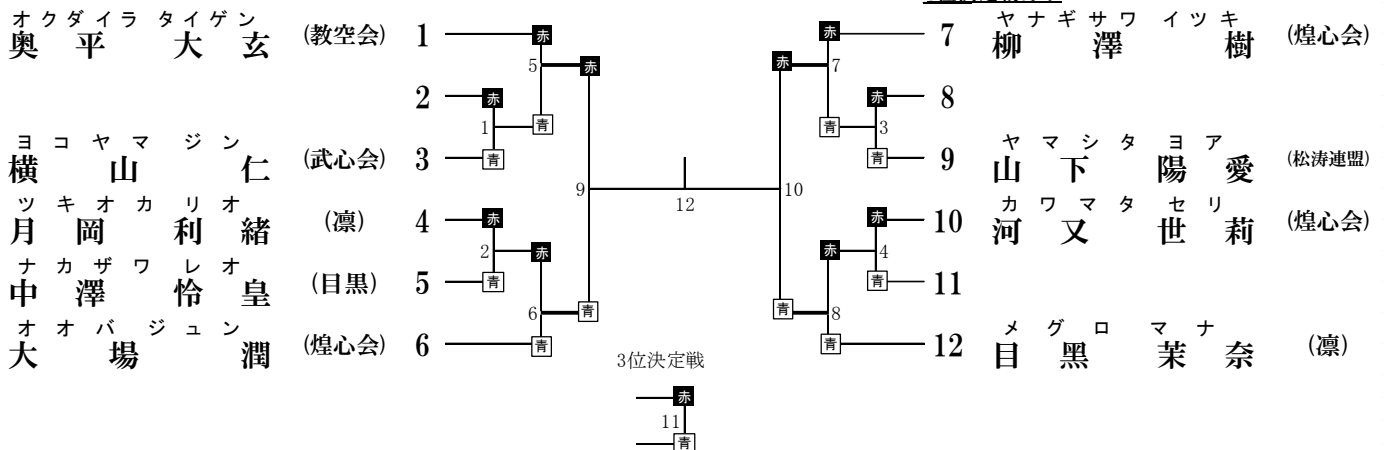 オクダイラ タイゲン
奥平 大玄 (教空会) 1
2
ヨコヤマ ジン
横山 仁 (武心会) 3
ツキオカ リオ
月岡 利緒 (凛) 4
ナカザワ レオ
中澤 怜皇 (目黒) 5
オオバ ジュン
大場 潤 (煌心会) 6
赤
5
赤
赤
1
青
青
9
赤
2
赤
青
6
青
青
12
3位決定戦
赤
11
青
赤
赤
7
赤
青
3
青
10
赤
赤
4
青
青
8
青
ヤナギサワ イツキ
7 柳澤 樹 (煌心会)
8
ヤマシタ ヨア
9 山下 陽愛 (松涛連盟)
カワマタ セリ
10 河又 世莉 (煌心会)
11
メグロ マナ
12 目黒 茉奈 (凛)